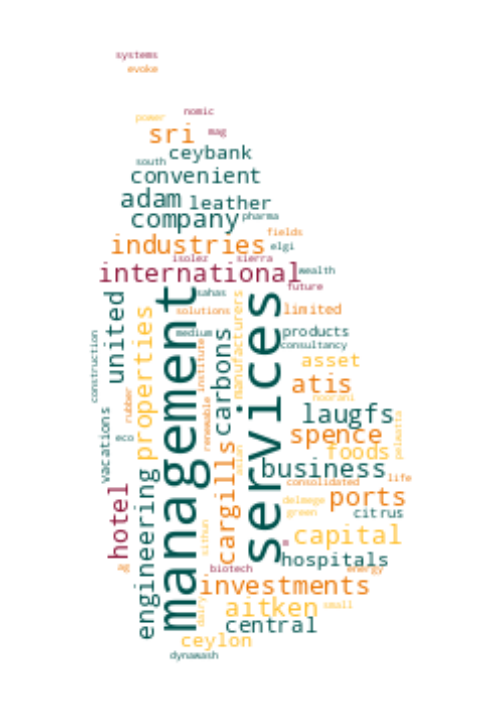 systems
evoke
nomic
power
sri
mag
ceybank
south
convenient
adam
leather
company
pharma
fields
industries
elgi
isolez
sierra
international
wealth
future
sahas
united
management
services
properties
manufacturers
solutions
limited
medium
products
construction
carbons
consultancy
institute
asset
atis
rubber
noorani
laugfs
vacations
renewable
pelwatta
spence
eco
cargills
foods
asian
business
engineering
life
consolidated
hotel
ports
delmege
green
citrus
sithun
capital
hospitals
biotech
energy
investments
dairy
aitken
small
central
ceylon
dynawash